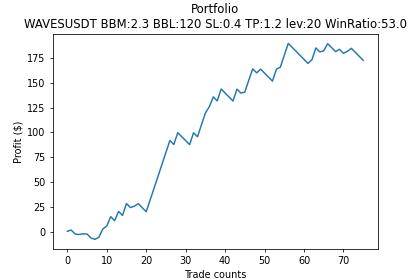 Portfolio
WAVESUSDT BBM:2.3 BBL:120 SL:0.4 TP:1.2 lev:20 WinRatio:53.0
175
150
125
100
75
50
25
0
Profit ($)
0 10 20 30 40 50 60 70
Trade counts